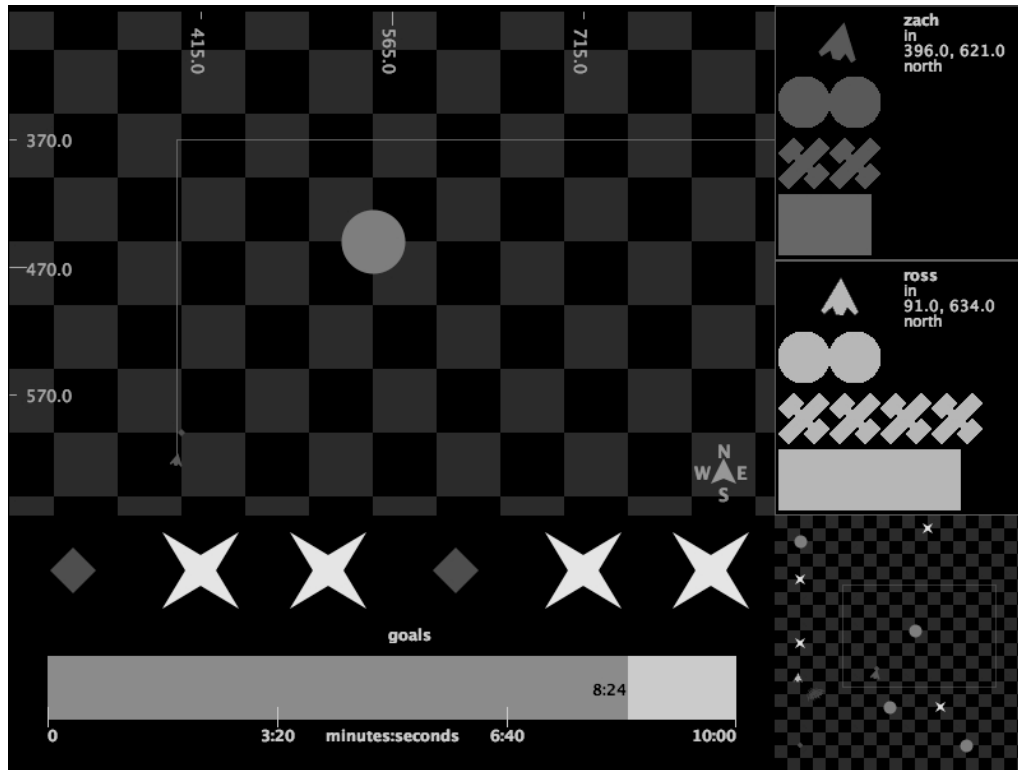 415.0
565.0
715.0
370.0
470.0
570.0
N
W E
S
zach
in
396.0, 621.0
north
ross
in
91.0, 634.0
north
goals
8:24
0 3:20 minutes:seconds 6:40 10:00